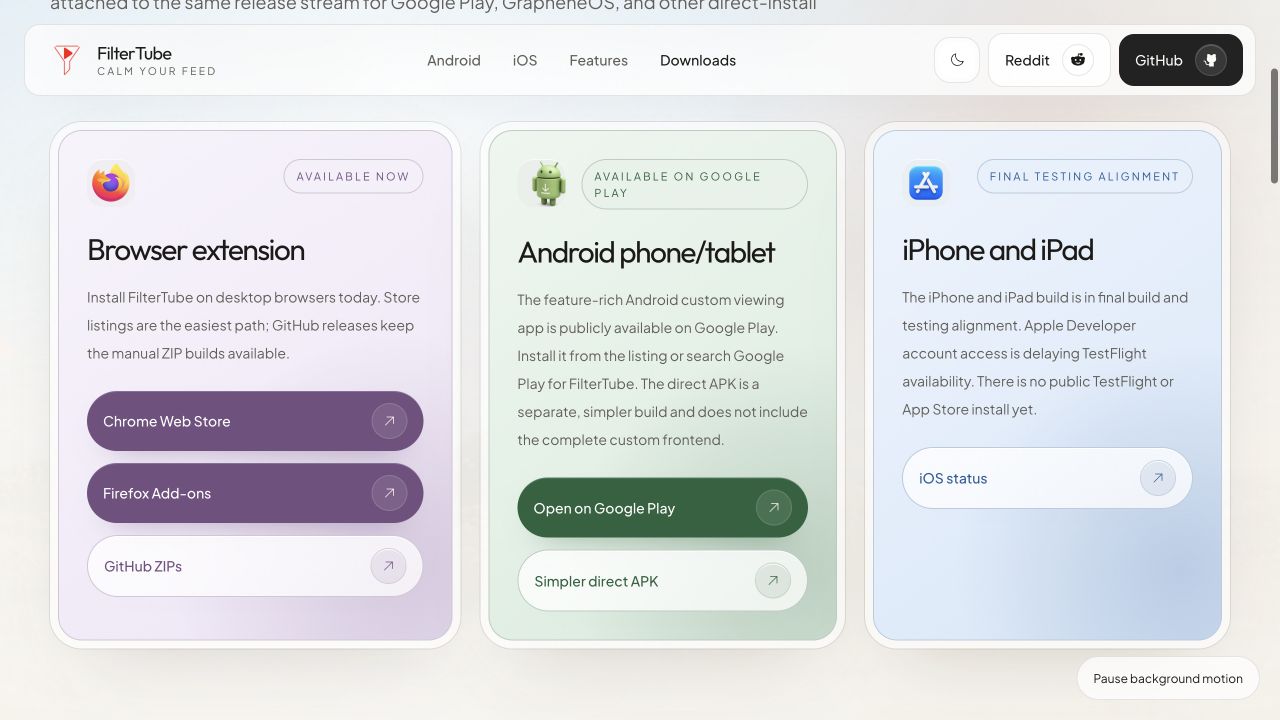 attached to the same release stream for Google Play, GrapheneOS, and other direct-install
FilterTube
CALM YOUR FEED
Android
iOS
Features
Downloads
Reddit
GitHub
AVAILABLE NOW
Browser extension
Install FilterTube on desktop browsers today. Store
listings are the easiest path; GitHub releases keep
the manual ZIP builds available.
Chrome Web Store
Firefox Add-ons
GitHub ZIPs
AVAILABLE ON GOOGLE
PLAY
Android phone/tablet
The feature-rich Android custom viewing
app is publicly available on Google Play.
Install it from the listing or search Google
Play for FilterTube. The direct APK is a
separate, simpler build and does not include
the complete custom frontend.
Open on Google Play
Simpler direct APK
FINAL TESTING ALIGNMENT
iPhone and iPad
The iPhone and iPad build is in final build and
testing alignment. Apple Developer
account access is delaying TestFlight
availability. There is no public TestFlight or
App Store install yet.
iOS status
Pause background motion